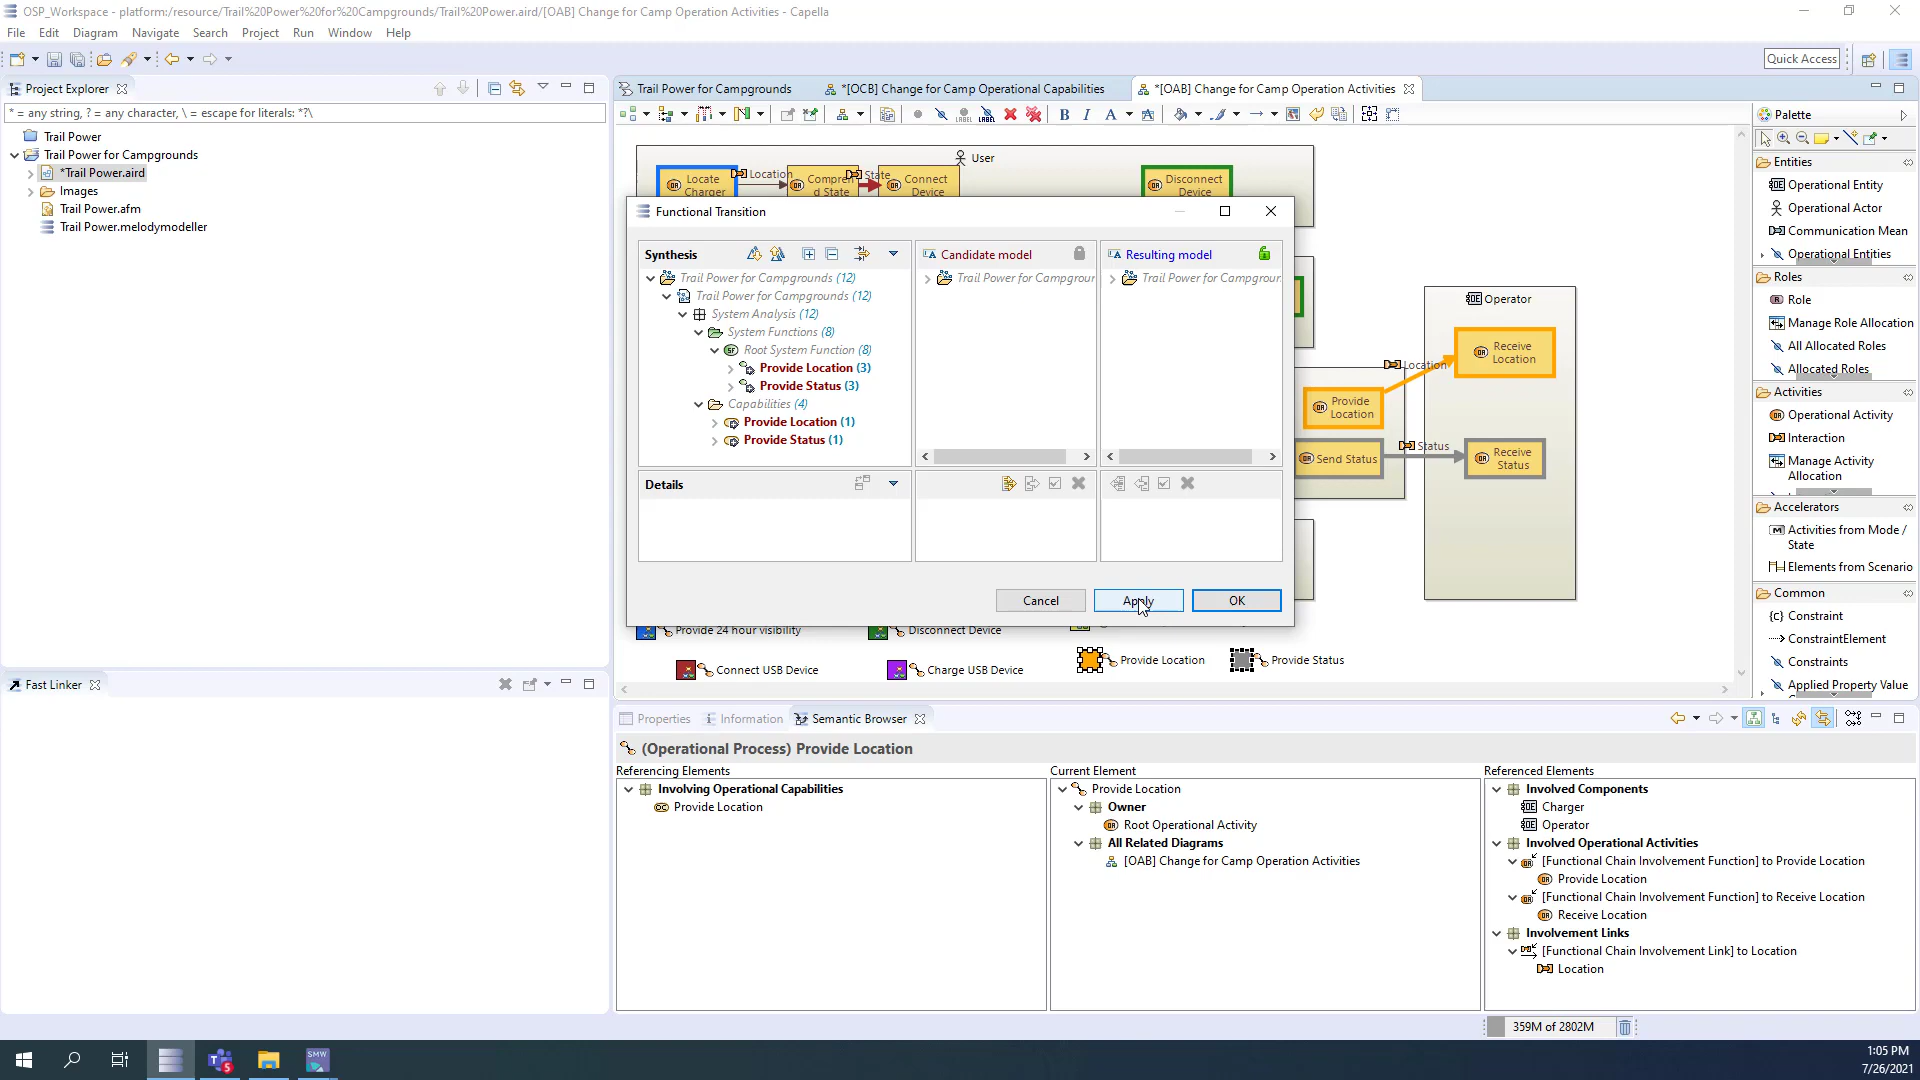 OSP_Workspace - platform:/resource/Trail%20Power%20for%20Campgrounds/Trail%20Power.aird/[OAB] Change for Camp Operation Activities - Capella
File Edit Diagram Navigate Search Project Run Window Help
Quick Access
Project Explorer
* = any string, ? = any character, \ = escape for literals: *?\
Trail Power
Trail Power for Campgrounds
*Trail Power.aird
Images
Trail Power.afm
Trail Power.melodymodeller
Fast Linker
Trail Power for Campgrounds
*[OCB] Change for Camp Operational Capabilities
*[OAB] Change for Camp Operation Activities
User
Locate
Charger
Location
Compren
d State
State
Connect
Device
Disconnect
Device
Functional Transition
Synthesis
Trail Power for Campgrounds (12)
Trail Power for Campgrounds (12)
System Analysis (12)
System Functions (8)
Root System Function (8)
Provide Location (3)
Provide Status (3)
Capabilities (4)
Provide Location (1)
Provide Status (1)
Candidate model
Trail Power for Campgrour
Resulting model
Trail Power for Campgrour
Details
Cancel
Apply
OK
Operator
Receive
Location
Location
Provide
Location
Status
Send Status
Receive
Status
Provide 24 hour visibility
Disconnect Device
Provide Location
Provide Status
Connect USB Device
Charge USB Device
Palette
Entities
Operational Entity
Operational Actor
Communication Mean
Operational Entities
Roles
Role
Manage Role Allocation
All Allocated Roles
Allocated Roles
Activities
Operational Activity
Interaction
Manage Activity
Allocation
Accelerators
Activities from Mode /
State
Elements from Scenario
Common
Constraint
ConstraintElement
Constraints
Applied Property Value
Properties
Information
Semantic Browser
(Operational Process) Provide Location
Referencing Elements
Involving Operational Capabilities
Provide Location
Current Element
Provide Location
Owner
Root Operational Activity
All Related Diagrams
[OAB] Change for Camp Operation Activities
Referenced Elements
Involved Components
Charger
Operator
Involved Operational Activities
[Functional Chain Involvement Function] to Provide Location
Provide Location
[Functional Chain Involvement Function] to Receive Location
Receive Location
Involvement Links
[Functional Chain Involvement Link] to Location
Location
359M of 2802M
SMW
5
1:05 PM
7/26/2021